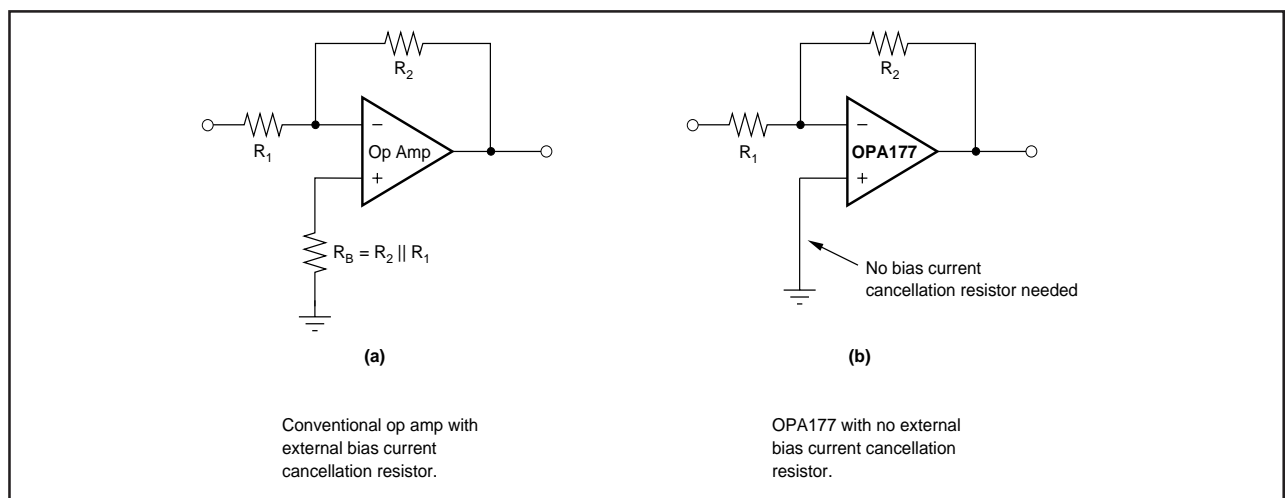 R2
R1
−
Op Amp
+
RB = R2 || R1
(a)
Conventional op amp with
external bias current
cancellation resistor.
R2
R1
−
OPA177
+
No bias current
cancellation resistor needed
(b)
OPA177 with no external
bias current cancellation
resistor.